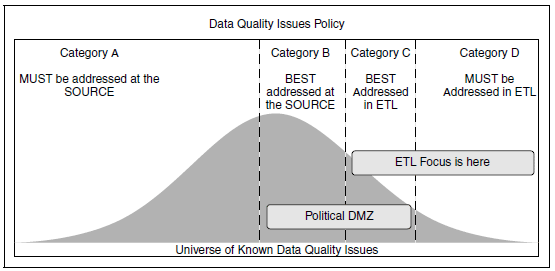 Data Quality Issues Policy
Category A
MUST be addressed at the
SOURCE
Category B
BEST
addressed at
the SOURCE
Category C
BEST
Addressed
in ETL
Category D
MUST be
Addressed in ETL
ETL Focus is here
Political DMZ
Universe of Known Data Quality Issues